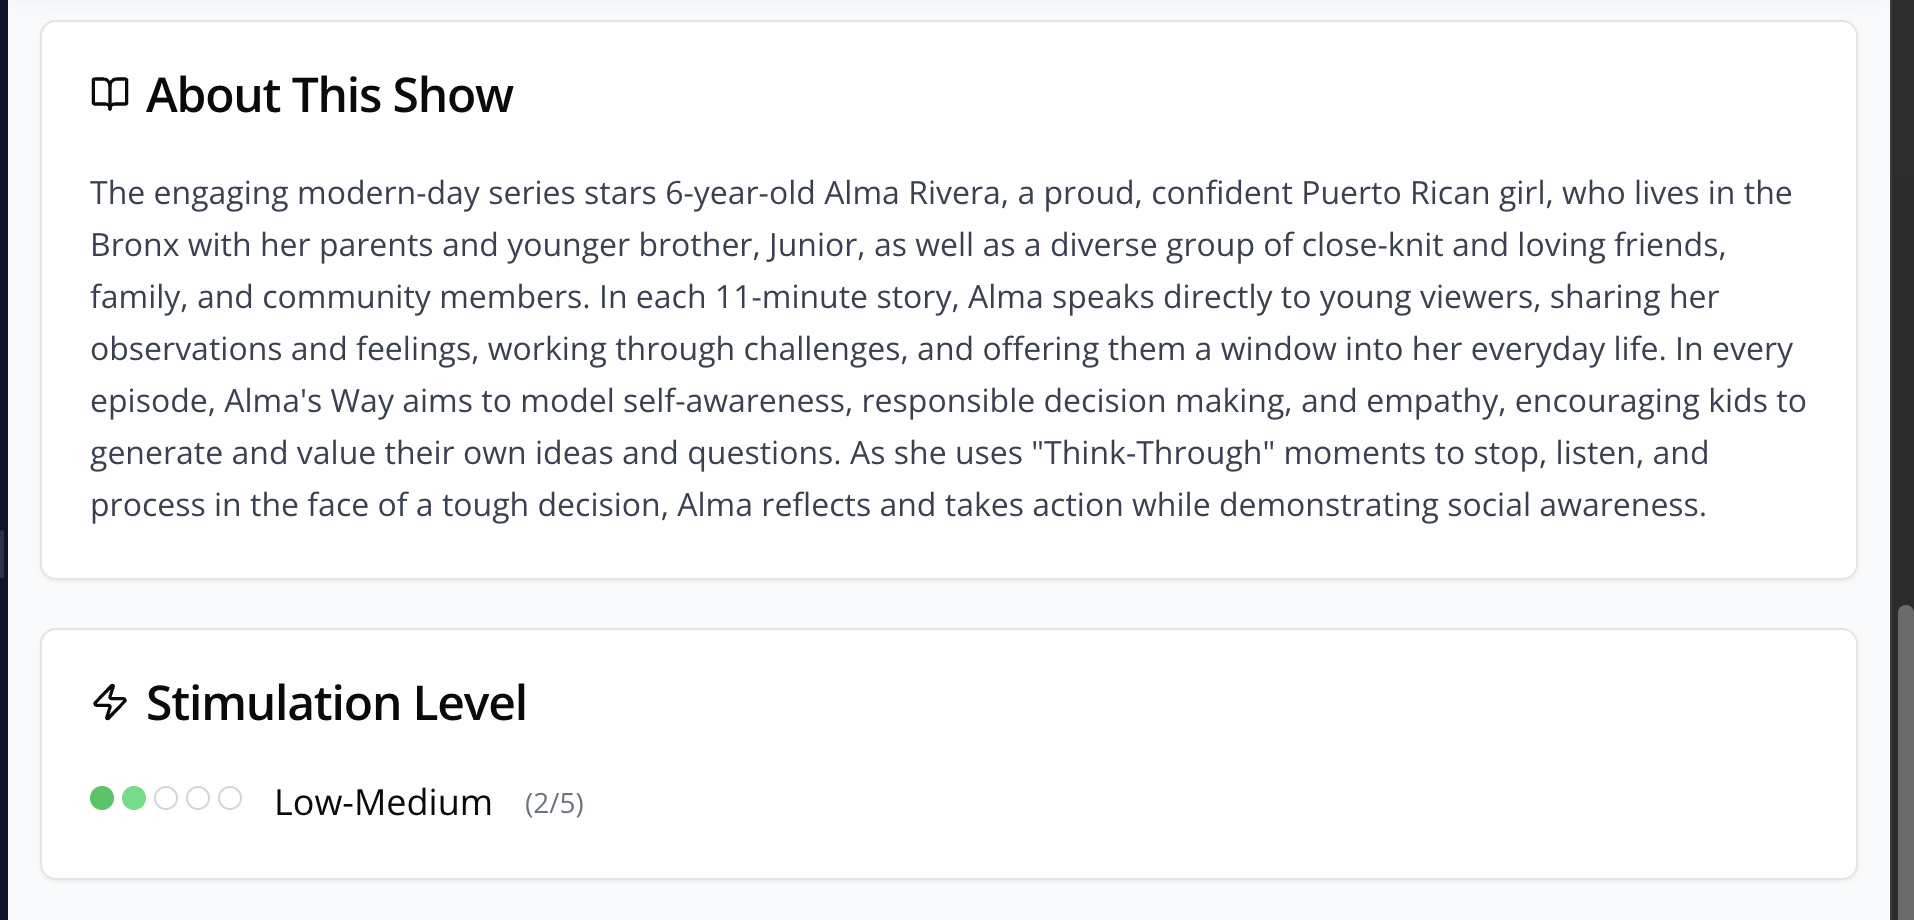 About This Show
The engaging modern-day series stars 6-year-old Alma Rivera, a proud, confident Puerto Rican girl, who lives in the
Bronx with her parents and younger brother, Junior, as well as a diverse group of close-knit and loving friends,
family, and community members. In each 11-minute story, Alma speaks directly to young viewers, sharing her
observations and feelings, working through challenges, and offering them a window into her everyday life. In every
episode, Alma's Way aims to model self-awareness, responsible decision making, and empathy, encouraging kids to
generate and value their own ideas and questions. As she uses "Think-Through" moments to stop, listen, and
process in the face of a tough decision, Alma reflects and takes action while demonstrating social awareness.
Stimulation Level
Low-Medium (2/5)